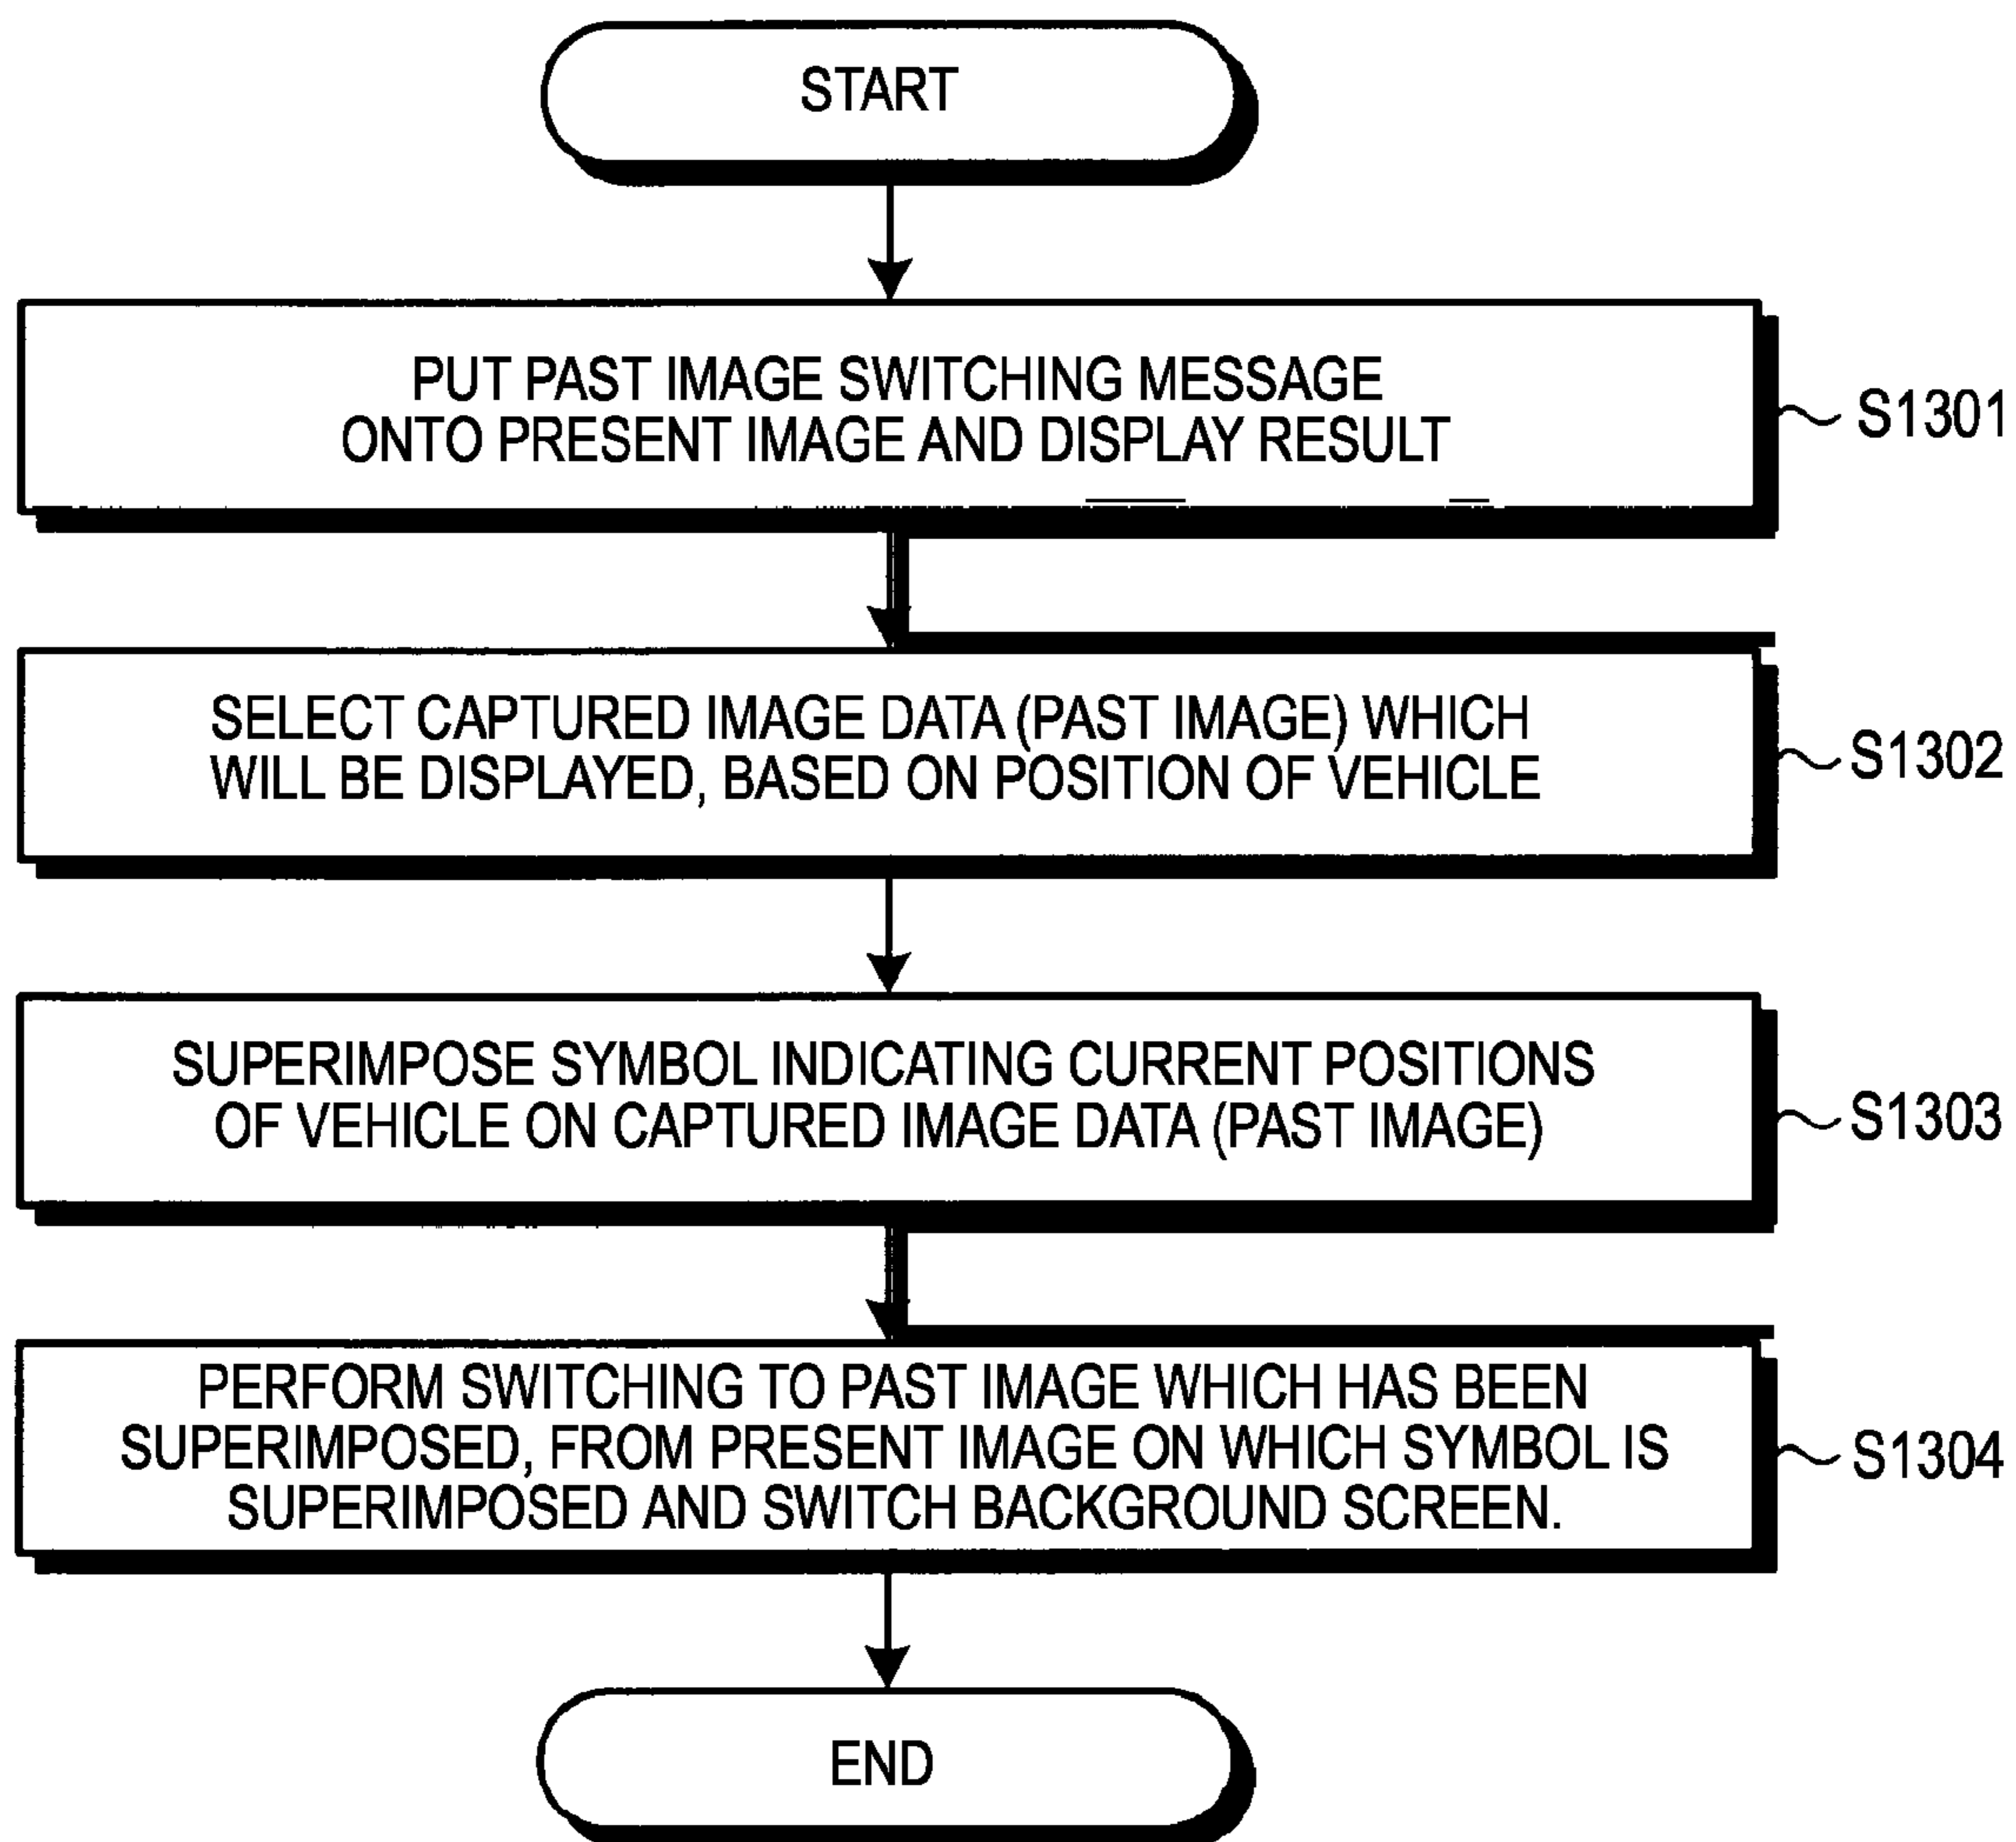 START
PUT PAST IMAGE SWITCHING MESSAGE
ONTO PRESENT IMAGE AND DISPLAY RESULT
S1301
SELECT CAPTURED IMAGE DATA (PAST IMAGE) WHICH
WILL BE DISPLAYED, BASED ON POSITION OF VEHICLE
S1302
SUPERIMPOSE SYMBOL INDICATING CURRENT POSITIONS
OF VEHICLE ON CAPTURED IMAGE DATA (PAST IMAGE)
S1303
PERFORM SWITCHING TO PAST IMAGE WHICH HAS BEEN
SUPERIMPOSED, FROM PRESENT IMAGE ON WHICH SYMBOL IS
SUPERIMPOSED AND SWITCH BACKGROUND SCREEN.
S1304
END